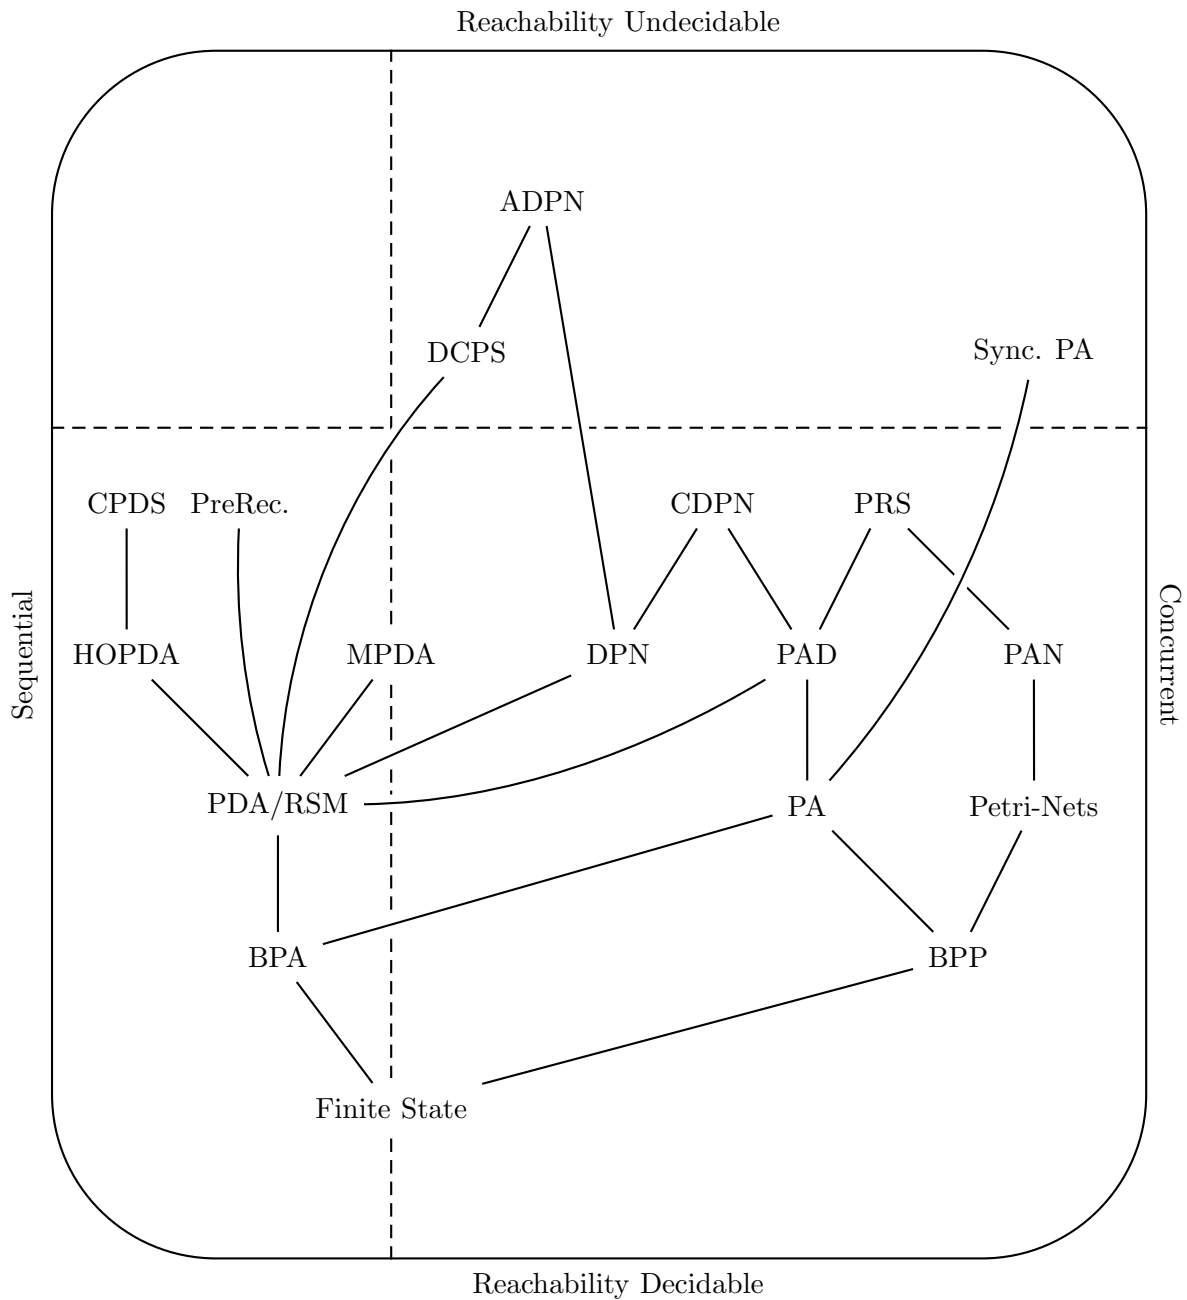 Reachability Undecidable
ADPN
DCPS
Sync. PA
CPDS
PreRec.
CDPN
PRS
Sequential
Concurrent
HOPDA
MPDA
DPN
PAD
PAN
PDA/RSM
PA
Petri-Nets
BPA
BPP
Finite State
Reachability Decidable